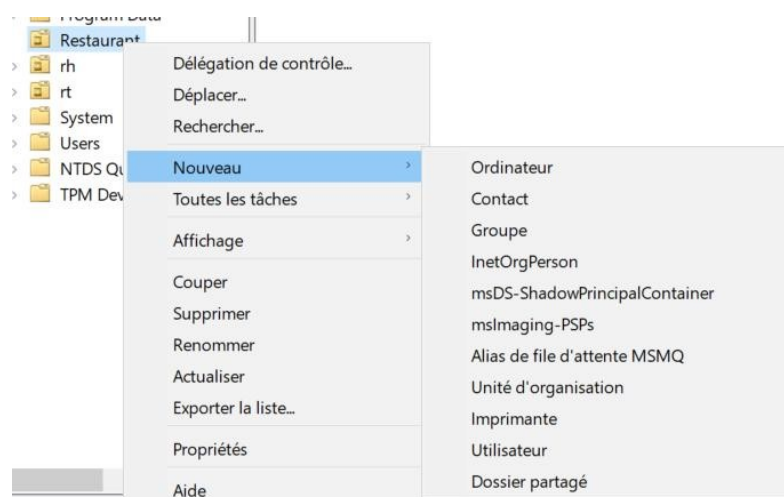 Program Data
Restaurant
rh
rt
System
Users
NTDS Qu
TPM Dev
Délégation de contrôle...
Déplacer...
Rechercher...
Nouveau
Toutes les tâches
Affichage
Couper
Supprimer
Renommer
Actualiser
Exporter la liste...
Propriétés
Aide
Ordinateur
Contact
Groupe
InetOrgPerson
msDS-ShadowPrincipalContainer
msImaging-PSPs
Alias de file d'attente MSMQ
Unité d'organisation
Imprimante
Utilisateur
Dossier partagé